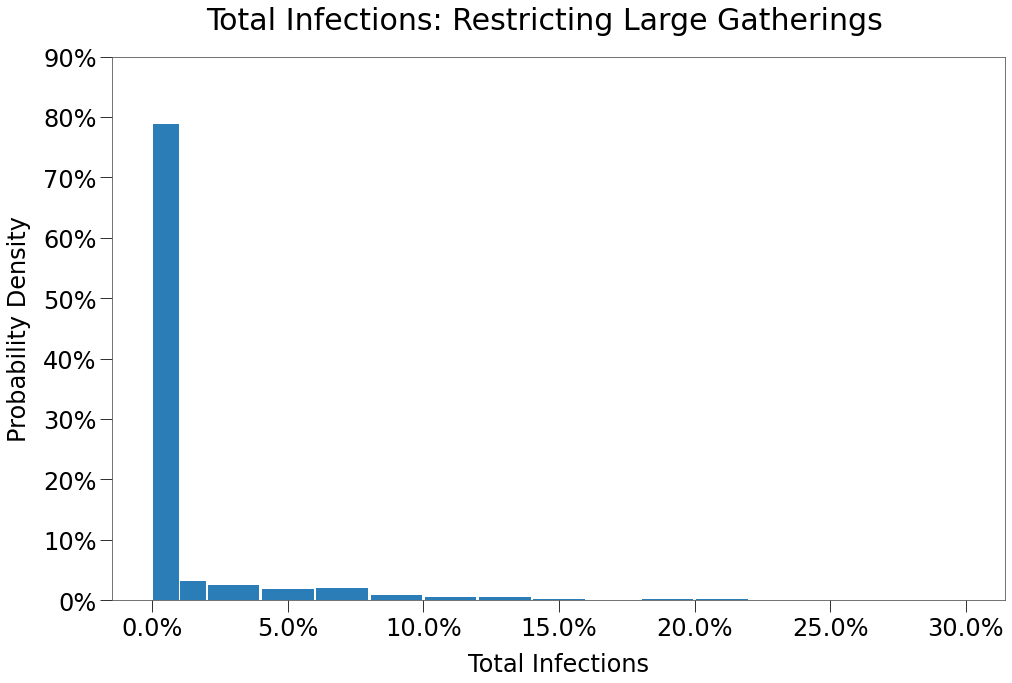 Total Infections: Restricting Large Gatherings
90%
80%
70%
60%
50%
40%
30%
20%
10%
0%
Probability Density
0.0% 5.0% 10.0% 15.0% 20.0% 25.0% 30.0%
Total Infections